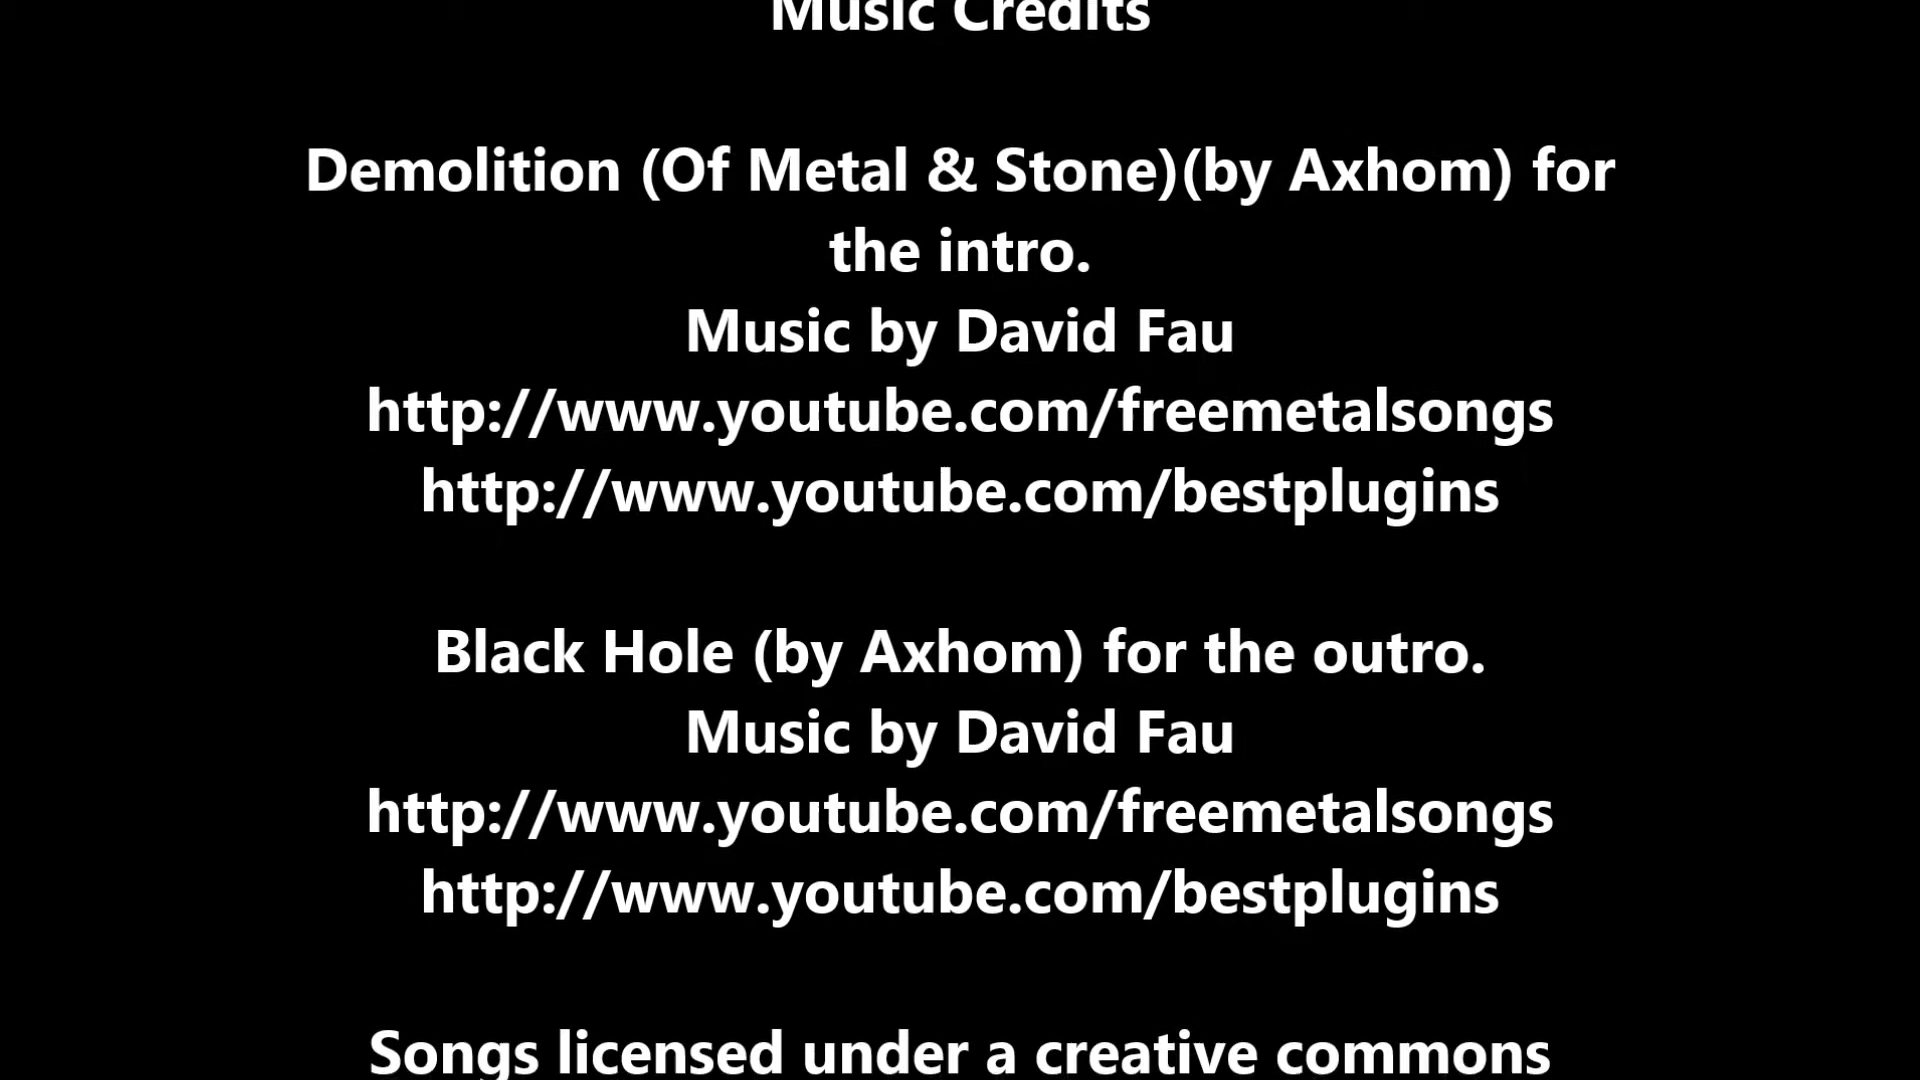 Music Credits
Demolition (Of Metal & Stone)(by Axhom) for
the intro.
Music by David Fau
http://www.youtube.com/freemetalsongs
http://www.youtube.com/bestplugins
Black Hole (by Axhom) for the outro.
Music by David Fau
http://www.youtube.com/freemetalsongs
http://www.youtube.com/bestplugins
Songs licensed under a creative commons